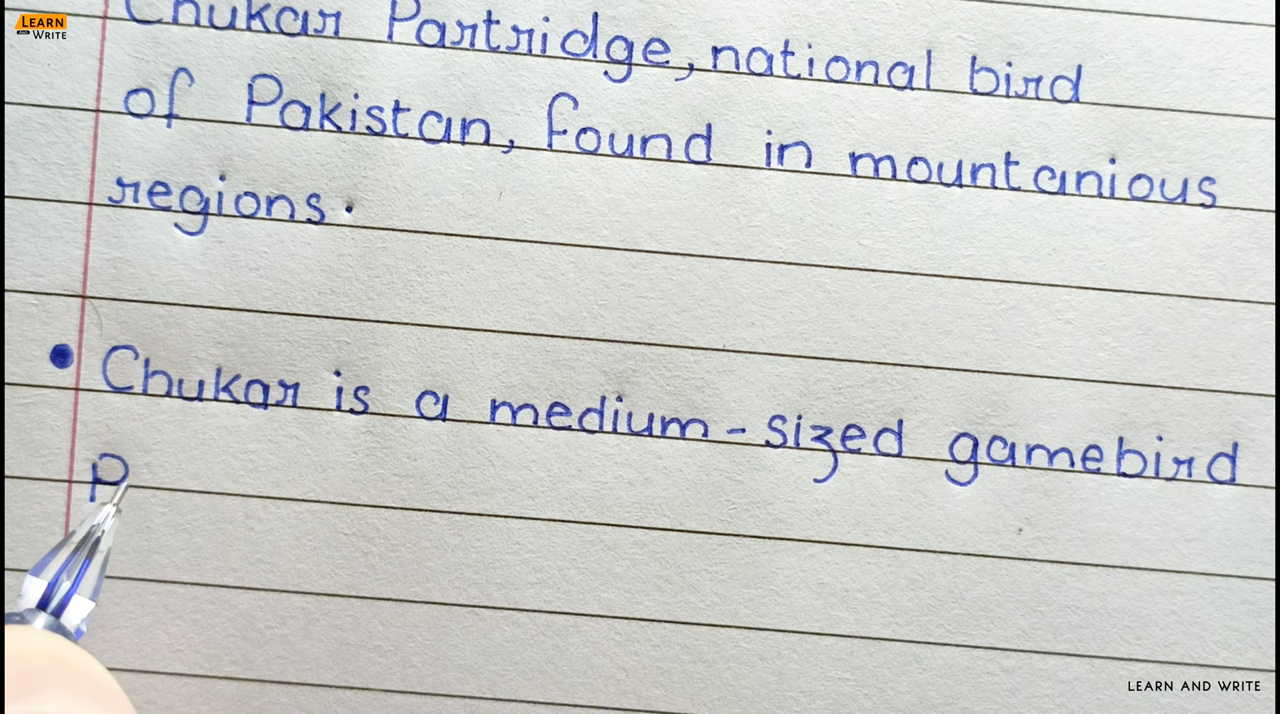 LEARN
AND WRITE
Chukar Partridge, national bird
of Pakistan, found in mountanious
regions.
• Chukar is a medium-sized gamebird
P
LEARN AND WRITE